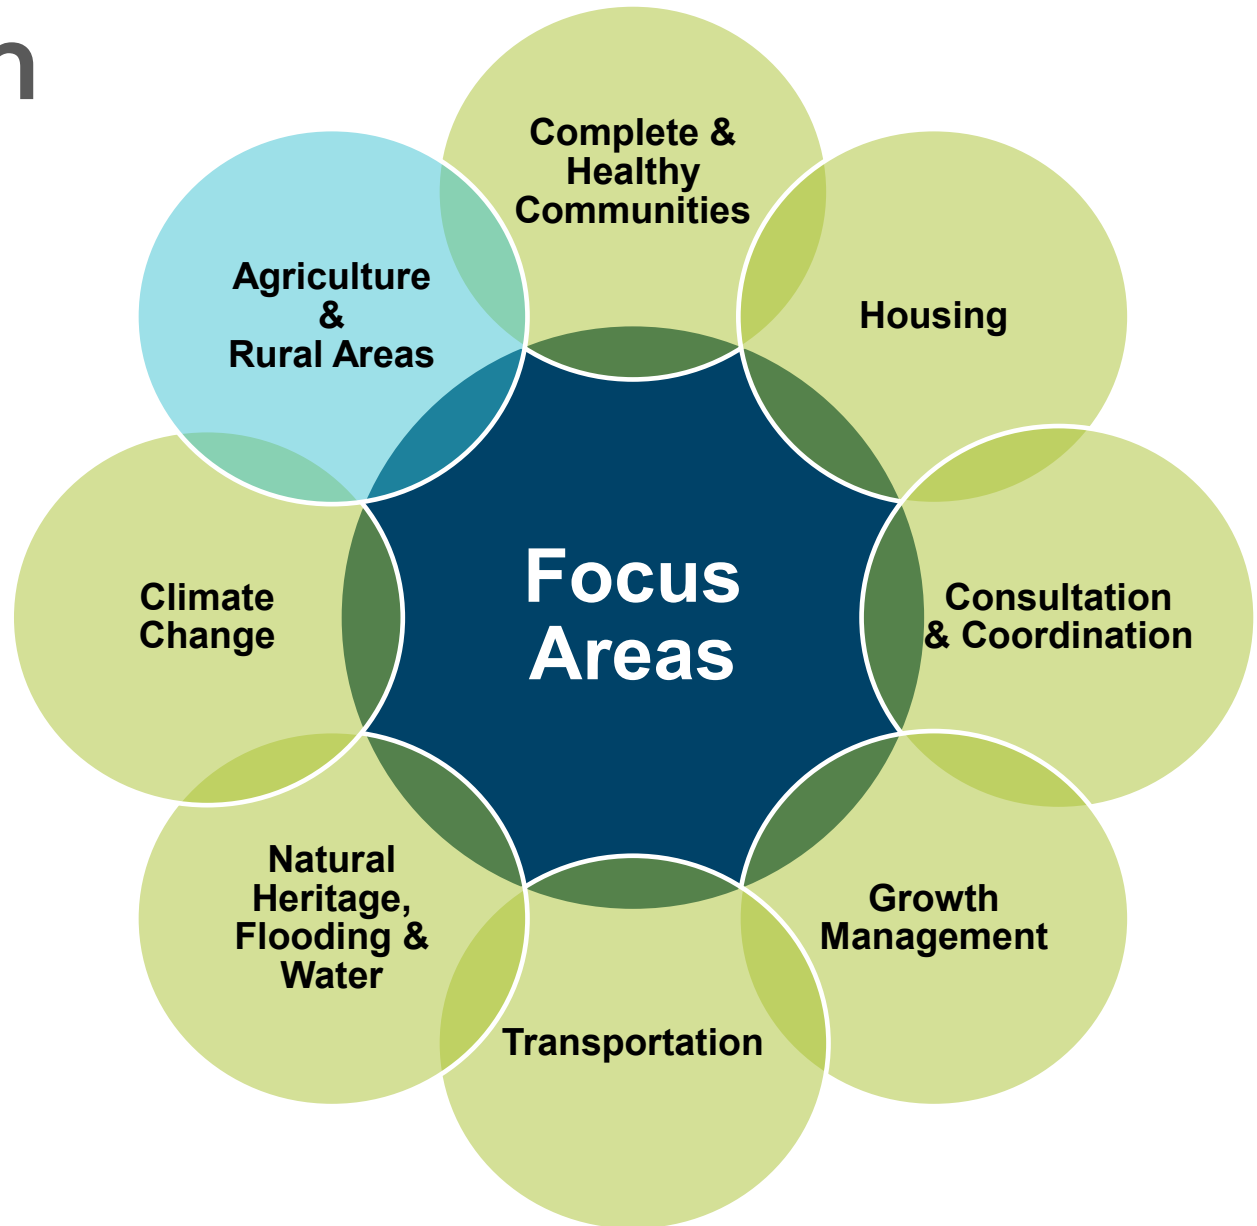 n
Complete &
Healthy
Communities
Housing
Consultation
& Coordination
Growth
Management
Transportation
Natural
Heritage,
Flooding &
Water
Climate
Change
Agriculture
&
Rural Areas
Focus
Areas